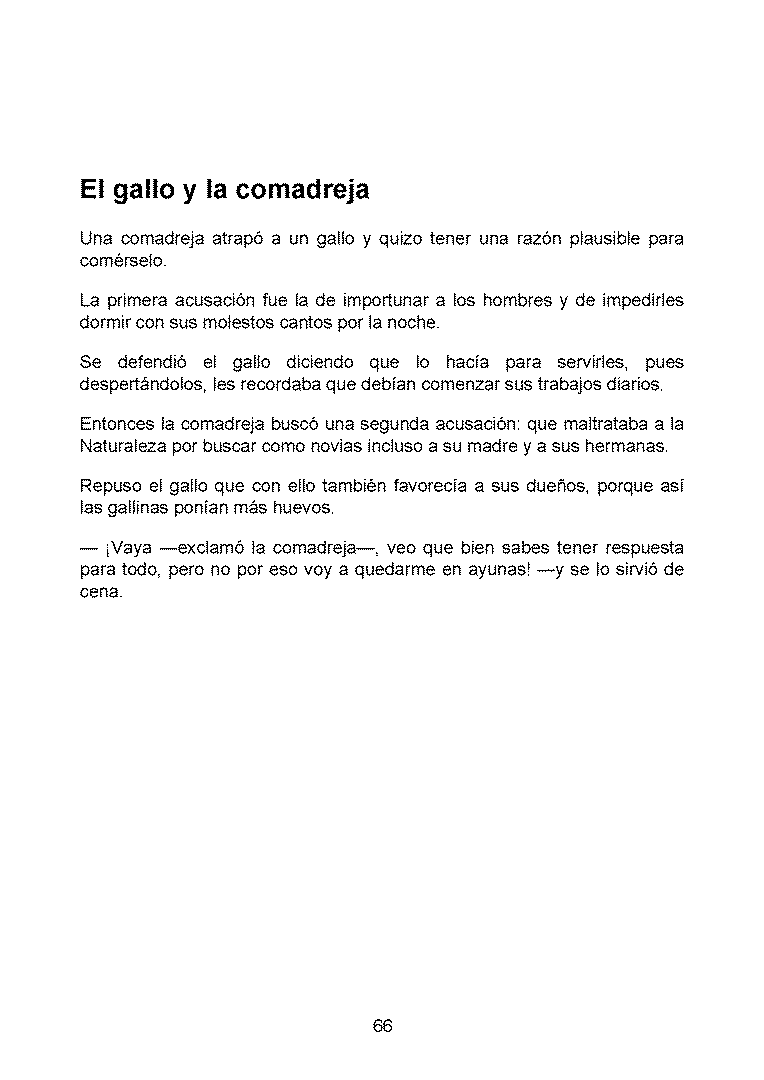 El gallo y la comadreja
Una comadreja atrapó a un gallo y quizo tener una razón plausible para
comérselo.
La primera acusación fue la de importunar a los hombres y de impedirles
dormir con sus molestos cantos por la noche.
Se defendió el gallo diciendo que lo hacía para servirles, pues
despertándolos, les recordaba que debían comenzar sus trabajos diarios.
Entonces la comadreja buscó una segunda acusación: que maltrataba a la
Naturaleza por buscar como novias incluso a su madre y a sus hermanas.
Repuso el gallo que con ello también favorecía a sus dueños, porque así
las gallinas ponían más huevos.
— ¡Vaya —exclamó la comadreja—, veo que bien sabes tener respuesta
para todo, pero no por eso voy a quedarme en ayunas! —y se lo sirvió de
cena.
66